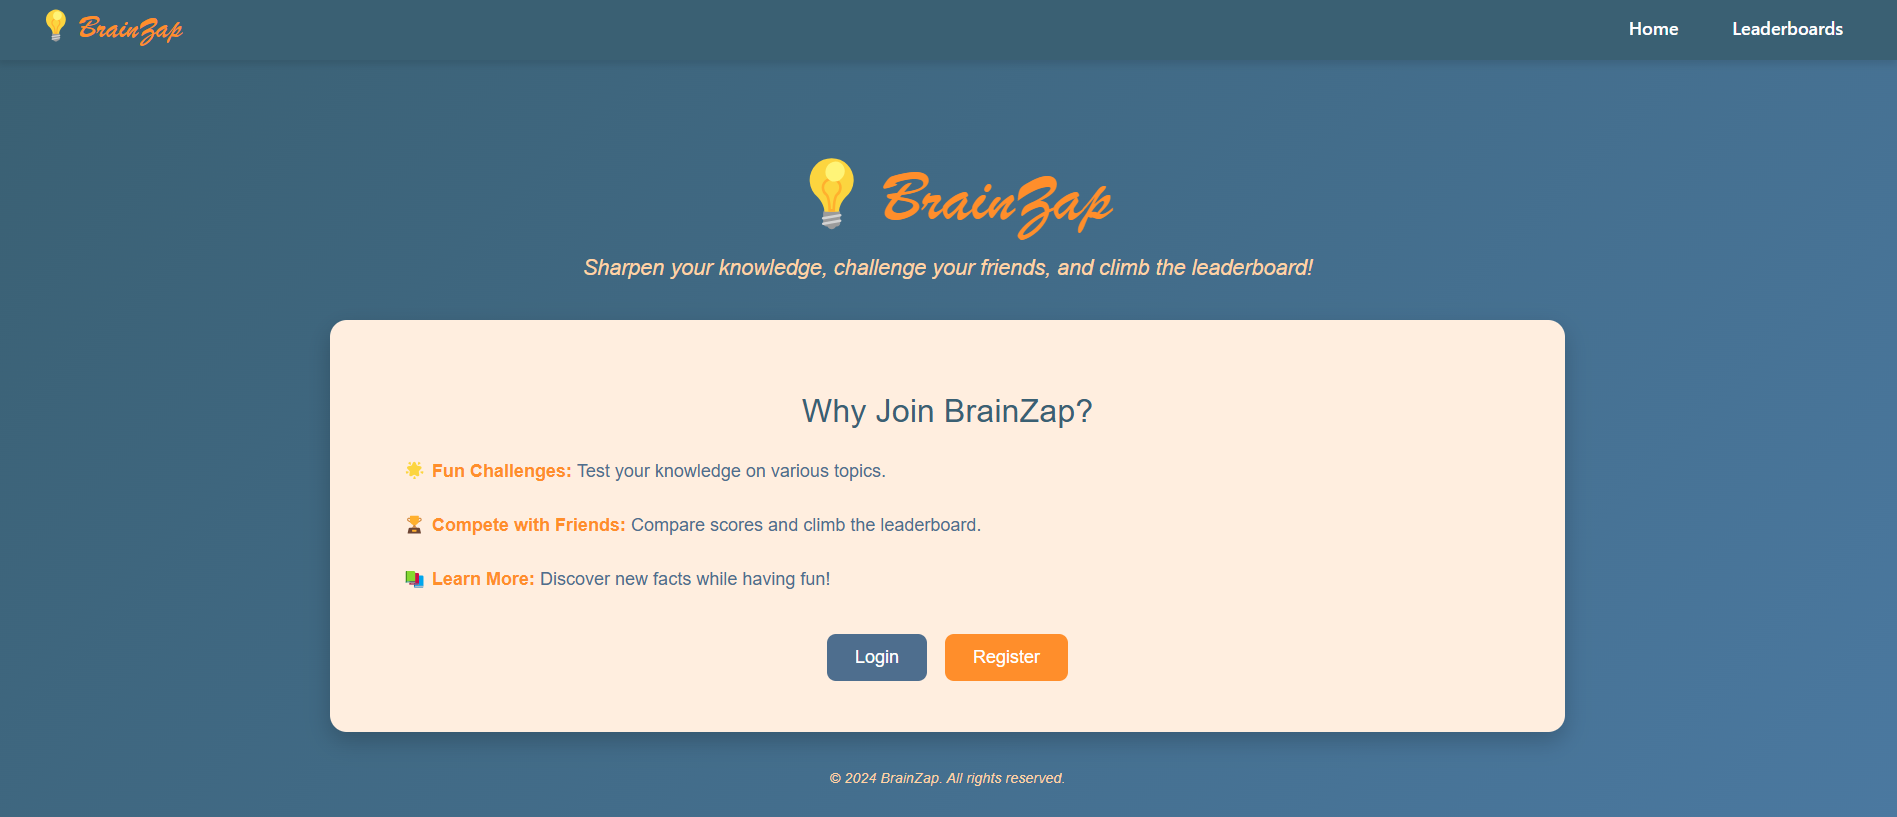 BrainZap
Home
Leaderboards
BrainZap
Sharpen your knowledge, challenge your friends, and climb the leaderboard!
Why Join BrainZap?
Fun Challenges: Test your knowledge on various topics.
Compete with Friends: Compare scores and climb the leaderboard.
Learn More: Discover new facts while having fun!
Login
Register
© 2024 BrainZap. All rights reserved.